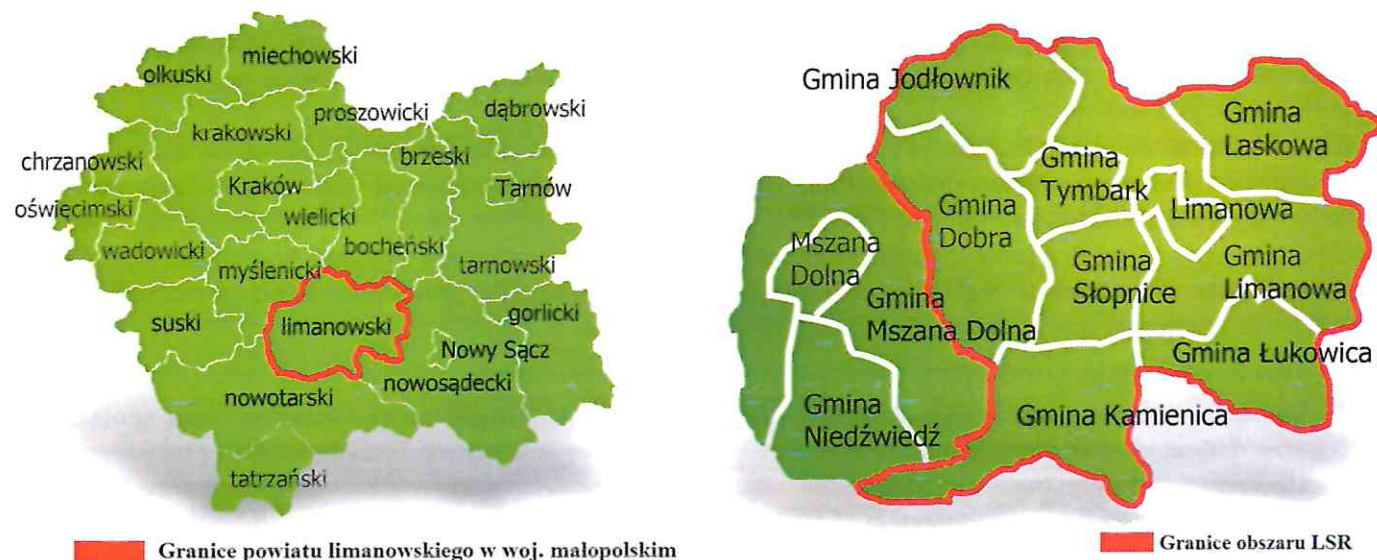 miechowski
olkuski
proszowicki
dąbrowski
krakowski
brzeski
chrzanowski
Kraków
Tarnów
oświęcimski
wielicki
wadowicki
bocheński
myślenicki
tarnowski
suski
limanowski
gorlicki
Nowy Sącz
nowosądecki
nowotarski
tatrzański
Granice powiatu limanowskiego w woj. małopolskim
Gmina Jodłownik
Gmina
Laskowa
Gmina
Tymbark
Limanowa
Gmina
Dobra
Mszana
Dolna
Gmina
Słopnice
Gmina
Limanowa
Gmina
Mszana Dolna
Gmina Łukowica
Gmina
Niedźwiedź
Gmina Kamienica
Granice obszaru LSR